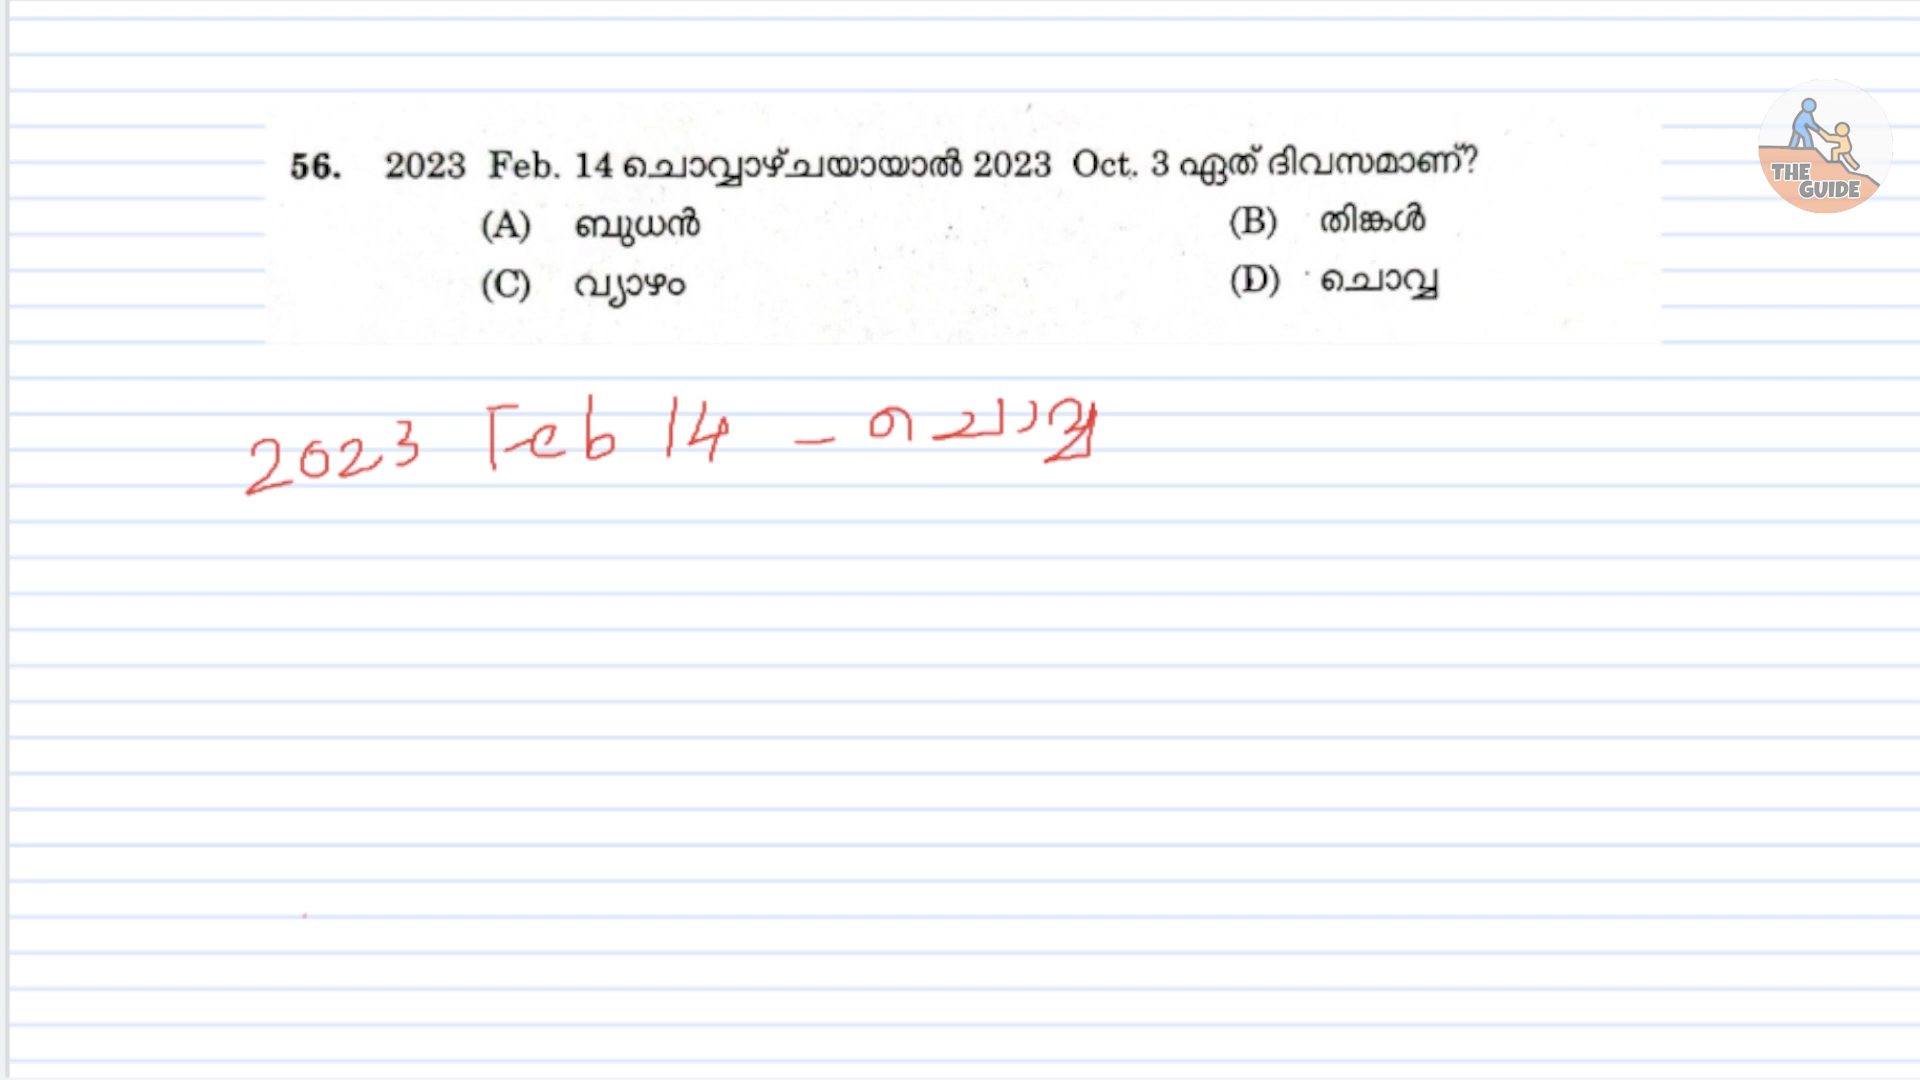 56. 2023 Feb. 14 ചൊവ്വാഴ്ചയായാൽ 2023 Oct. 3 ഏത് ദിവസമാണ്?
(A) ബുധൻ (B) തിങ്കൾ
(C) വ്യാഴം (D) ചൊവ്വ
THE
GUIDE
2023 Feb 14 - ചൊവ്വ